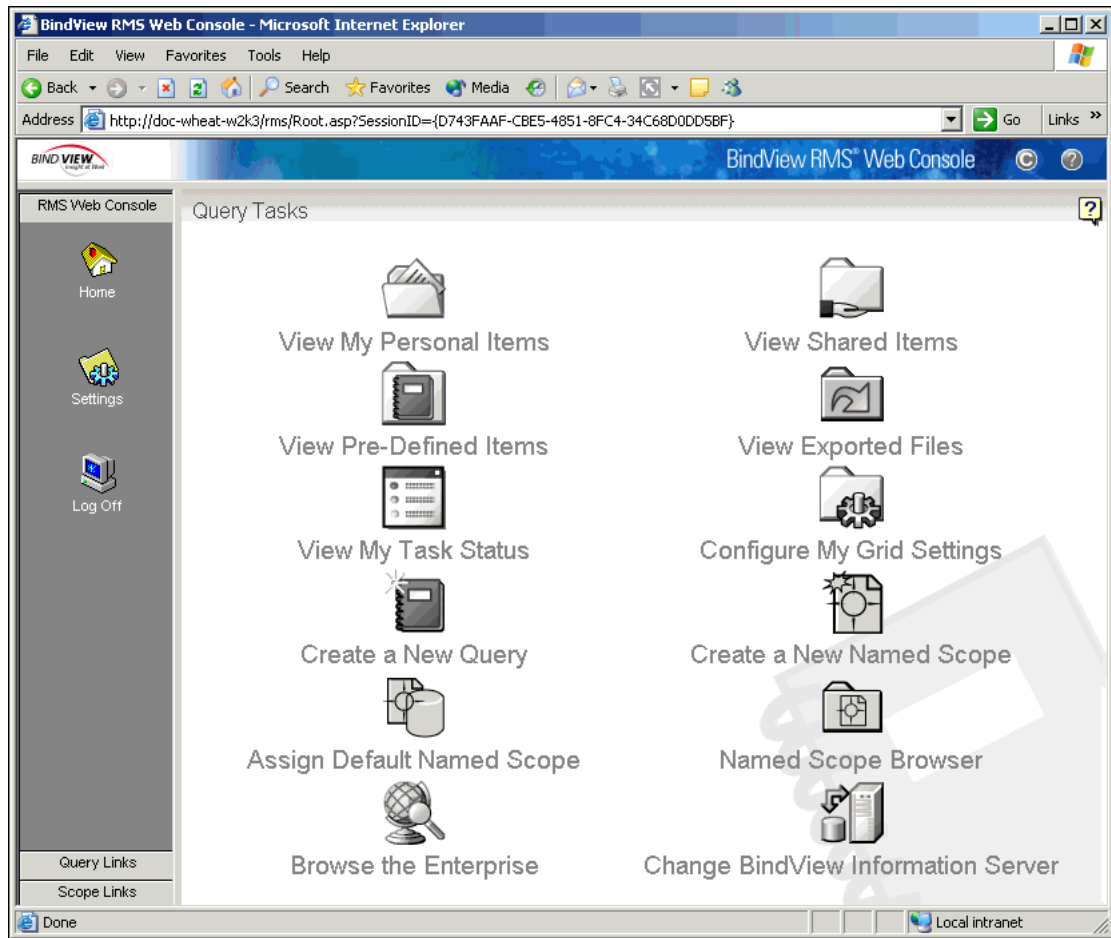 BindView RMS Web Console - Microsoft Internet Explorer
File Edit View Favorites Tools Help
Back Search Favorites Media
Address http://doc-wheat-w2k3/rms/Root.asp?SessionID={D743FAAF-CBE5-4851-8FC4-34C68D0DD5BF} Go Links »
BIND VIEW BindView RMS® Web Console © ?
RMS Web Console
Query Tasks ?
Home
Settings
Log Off
View My Personal Items View Shared Items
View Pre-Defined Items View Exported Files
View My Task Status Configure My Grid Settings
Create a New Query Create a New Named Scope
Assign Default Named Scope Named Scope Browser
Browse the Enterprise Change BindView Information Server
Query Links
Scope Links
Done Local intranet